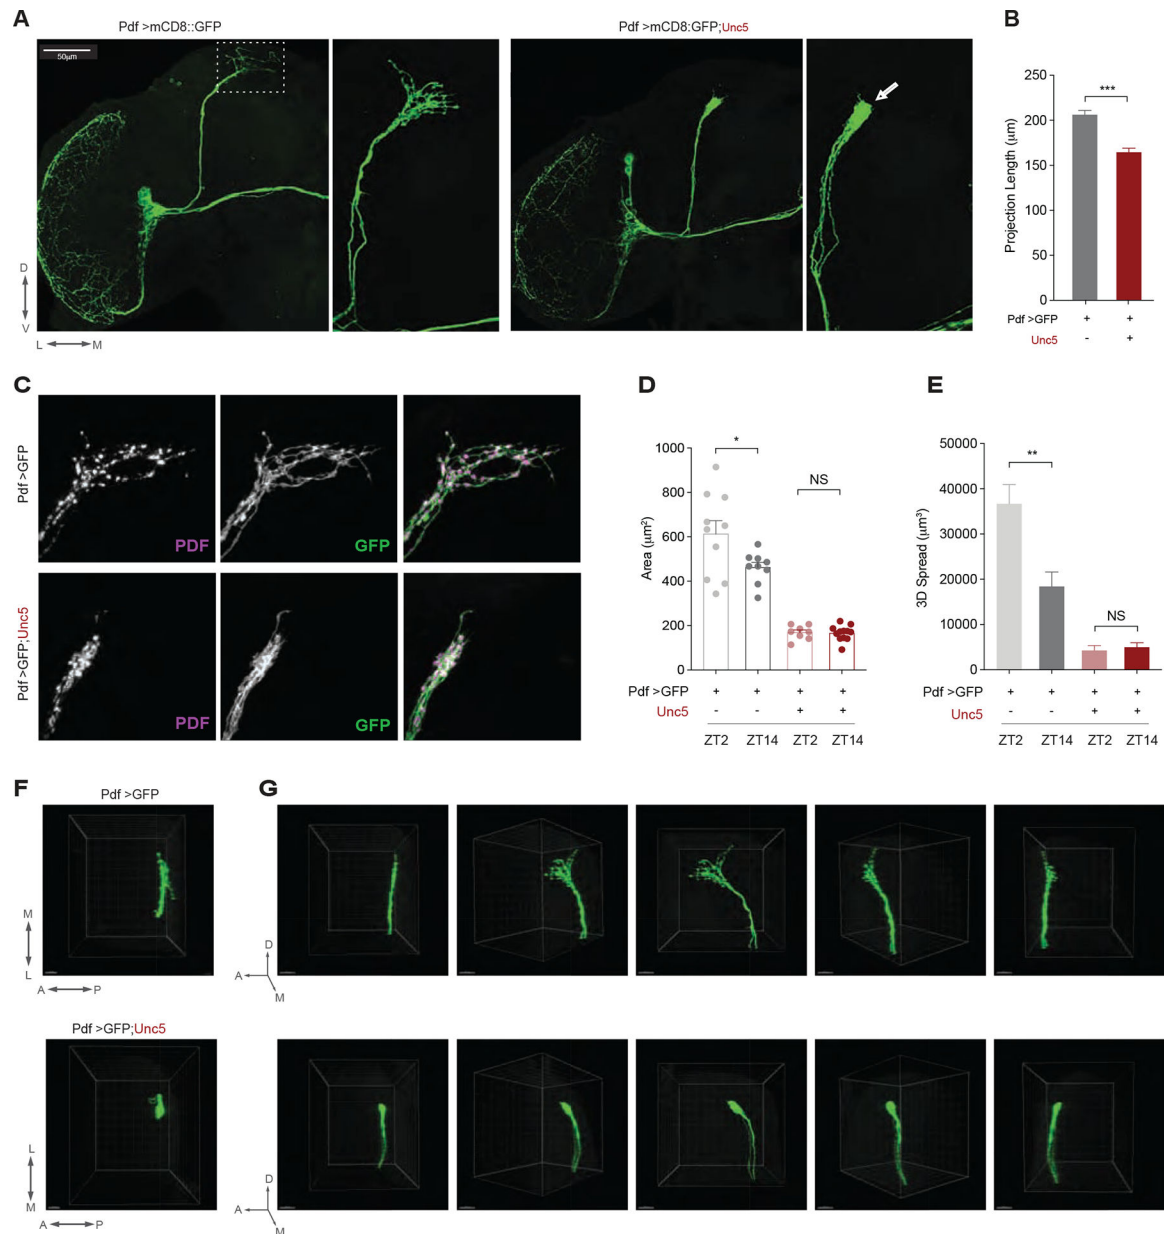 A
Pdf >mCD8::GFP
Pdf >mCD8:GFP;Unc5
50µm
D
V
L
M
B
Projection Length (µm)
250
200
150
100
50
0
***
Pdf >GFP + +
Unc5 - +
C
Pdf >GFP
PDF
GFP
Pdf >GFP;Unc5
PDF
GFP
D
Area (µm²)
1000
800
600
400
200
0
*
NS
Pdf >GFP + + + +
Unc5 - - + +
ZT2 ZT14 ZT2 ZT14
E
3D Spread (µm³)
50000
40000
30000
20000
10000
0
**
NS
Pdf >GFP + + + +
Unc5 - - + +
ZT2 ZT14 ZT2 ZT14
F
Pdf >GFP
M
L
A
P
G
D
A
M
Pdf >GFP;Unc5
L
M
A
P
D
A
M